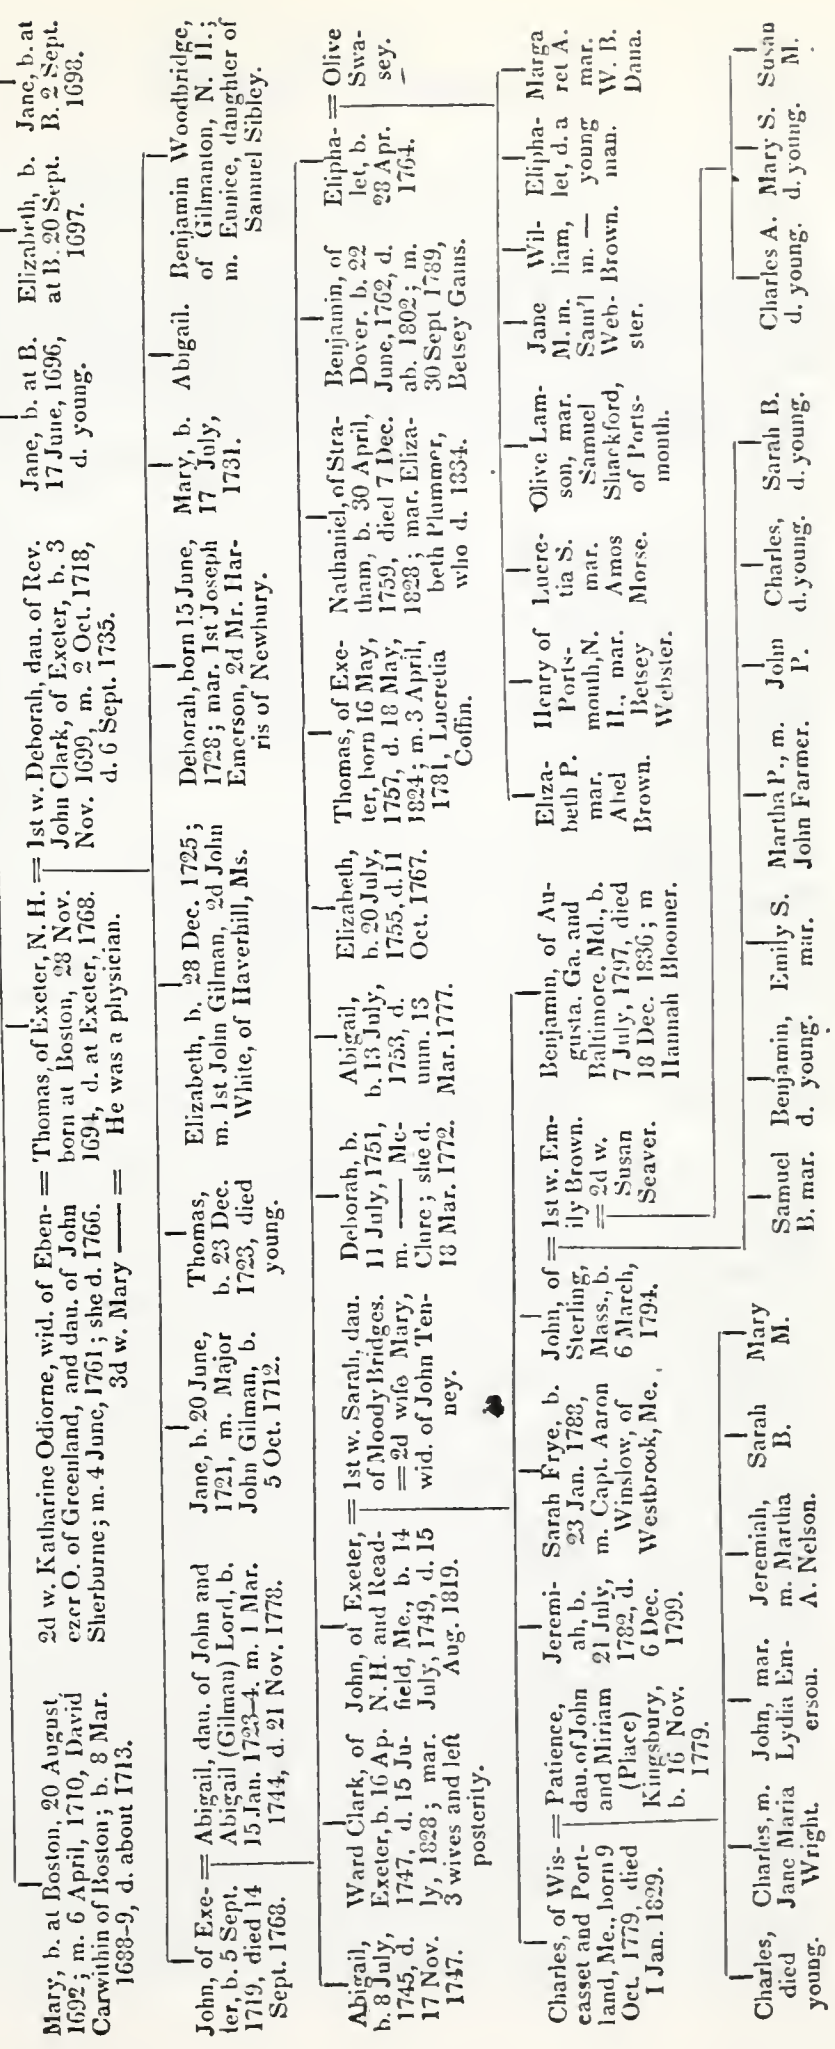 Mary, b. at Boston, 20 August,
1692; m. 6 April, 1710, David
Carwithin of Boston; b. 8 Mar.
1688-9, d. about 1713.
2d w. Katharine Odiorne, wid. of Eben-
ezer O. of Greenland, and dau. of John
Sherburne; m. 4 June, 1761; she d. 1766.
3d w. Mary —— =
= Thomas, of Exeter, N. H. =
born at Boston, 28 Nov.
1694, d. at Exeter, 1768.
He was a physician.
1st w. Deborah, dau. of Rev.
John Clark, of Exeter, b. 3
Nov. 1699, m. 2 Oct. 1718,
d. 6 Sept. 1735.
Jane, b. at B.
17 June, 1696,
d. young.
Elizabeth, b.
at B. 20 Sept.
1697.
Jane, b. at
B. 2 Sept.
1698.
John, of Exe-
ter, b. 5 Sept.
1719, died 14
Sept. 1768.
= Abigail, dau. of John and
Abigail (Gilman) Lord, b.
15 Jan. 1723-4. m. 1 Mar.
1744, d. 21 Nov. 1778.
Jane, b. 20 June,
1721, m. Major
John Gilman, b.
5 Oct. 1712.
Thomas,
b. 23 Dec.
1723, died
young.
Elizabeth, b. 28 Dec. 1725;
m. 1st John Gilman, 2d John
White, of Haverhill, Ms.
Deborah, born 15 June,
1728; mar. 1st Joseph
Emerson, 2d Mr. Har-
ris of Newbury.
Mary, b.
17 July,
1731.
Abigail.
Benjamin Woodbridge,
of Gilmanton, N. H.;
m. Eunice, daughter of
Samuel Sibley.
Abigail,
b. 8 July,
1745, d.
17 Nov.
1747.
Ward Clark, of
Exeter, b. 16 Ap.
1747, d. 15 Ju-
ly, 1828; mar.
3 wives and left
posterity.
John, of Exeter,
N. H. and Read-
field, Me., b. 14
July, 1749, d. 15
Aug. 1819.
= 1st w. Sarah, dau.
of Moody Bridges.
= 2d wife Mary,
wid. of John Ten-
ney.
Deborah, b.
11 July, 1751,
m. —— Mc-
Clure; she d.
18 Mar. 1772.
Abigail,
b. 13 July,
1753, d.
unm. 13
Mar. 1777.
Elizabeth,
b. 20 July,
1755, d. 11
Oct. 1767.
Thomas, of Exe-
ter, born 16 May,
1757, d. 18 May,
1824; m. 3 April,
1781, Lucretia
Coffin.
Nathaniel, of Stra-
tham, b. 30 April,
1759, died 7 Dec.
1828; mar. Eliza-
beth Plummer,
who d. 1834.
Benjamin, of
Dover. b. 22
June, 1762, d.
ab. 1802; m.
30 Sept 1789,
Betsey Gains.
Elipha-
let, b.
28 Apr.
1764.
= Olive
Swa-
sey.
Charles, of Wis-
casset and Port-
land, Me., born 9
Oct. 1779, died
1 Jan. 1829.
= Patience,
dau. of John
and Miriam
(Place)
Kingsbury,
b. 16 Nov.
1779.
Jeremi-
ah, b.
21 July,
1782, d.
6 Dec.
1799.
Sarah Frye, b.
23 Jan. 1788,
m. Capt. Aaron
Winslow, of
Westbrook, Me.
John, of
Sterling,
Mass., b.
6 March,
1794.
= 1st w. Em-
ily Brown.
= 2d w.
Susan
Seaver.
Benjamin, of Au-
gusta. Ga. and
Baltimore. Md., b.
7 July, 1797, died
18 Dec. 1836; m
Hannah Bloomer.
Eliza-
beth P.
mar.
Abel
Brown.
Henry of
Ports-
mouth, N.
H., mar.
Betsey
Webster.
Lucre-
tia S.
mar.
Amos
Morse.
Olive Lam-
son, mar.
Samuel
Shackford,
of Ports-
mouth.
Jane
M. m.
Sam'l
Web-
ster.
Wil-
liam,
m. —
Brown.
Elipha-
let, d. a
young
man.
Marga
ret A.
mar.
W. B.
Dana.
Charles,
died
young.
Charles, m.
Jane Maria
Wright.
John, mar.
Lydia Em-
erson.
Jeremiah,
m. Martha
A. Nelson.
Sarah
B.
Mary
M.
Samuel
B. mar.
Benjamin,
d. young.
Emily S.
mar.
Martha P., m.
John Farmer.
John
P.
Charles,
d. young.
Sarah B.
d. young.
Charles A.
d. young.
Mary S.
d. young.
Susan
M.